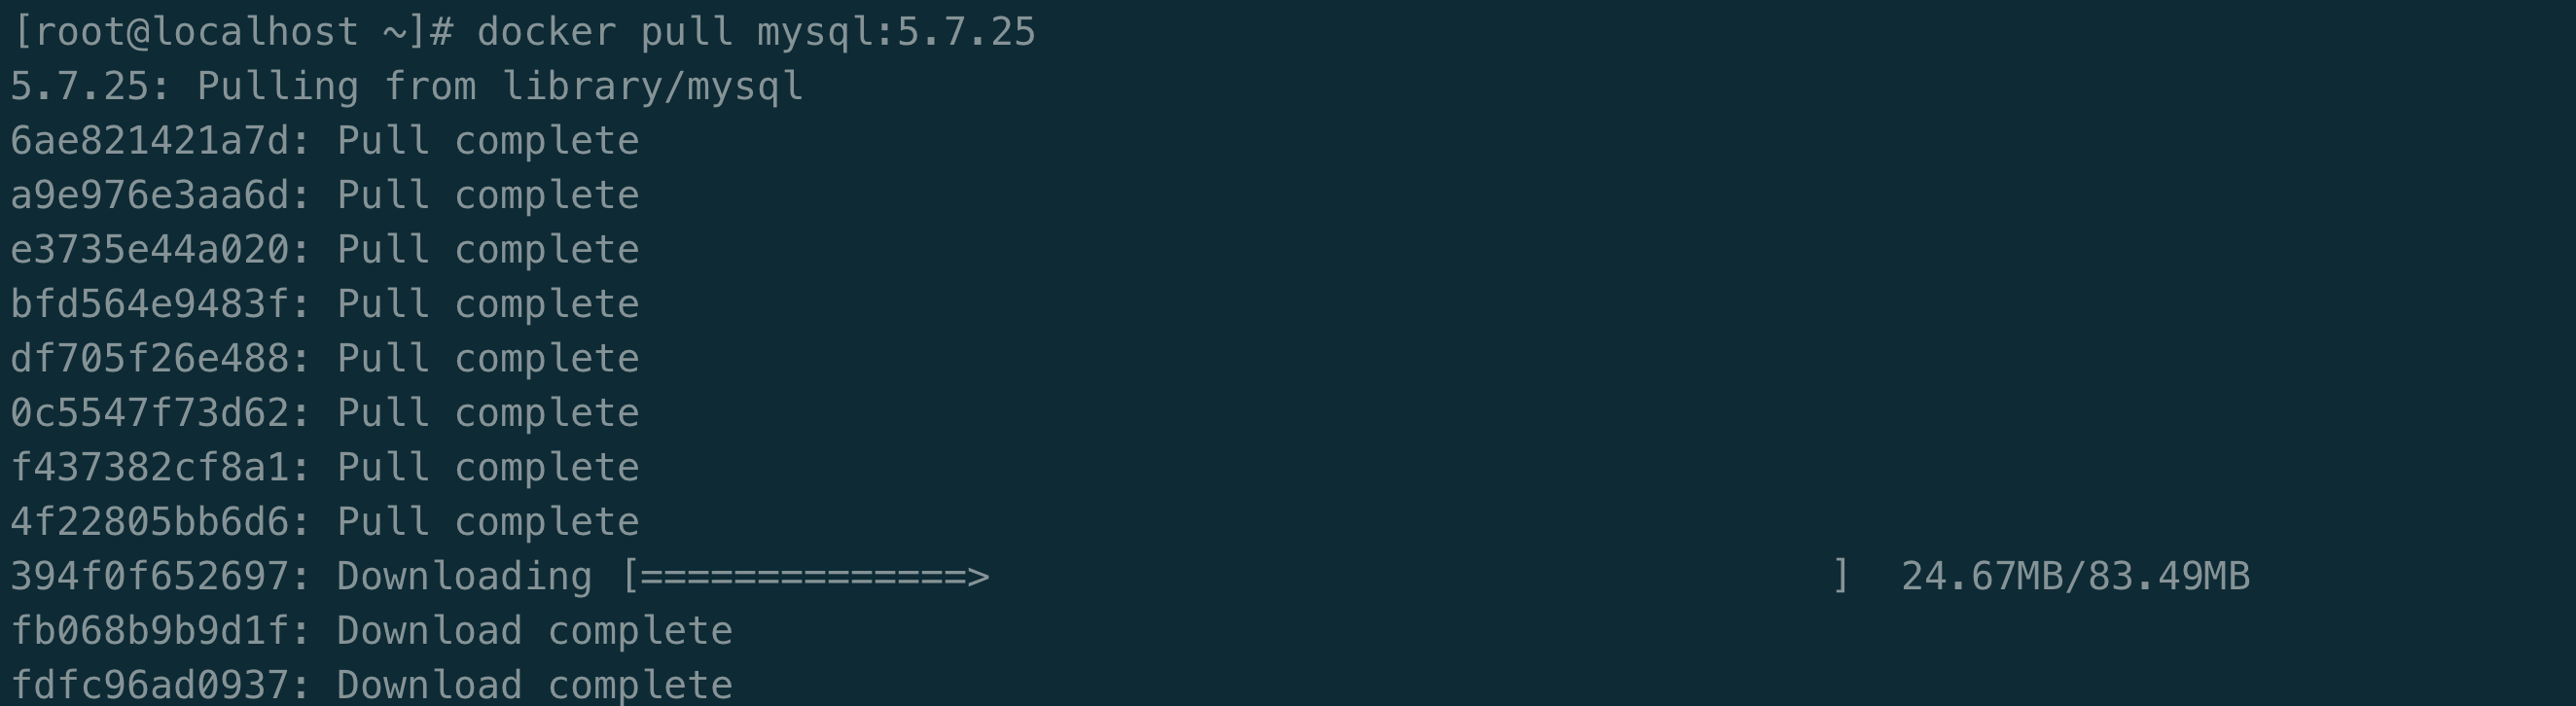 [root@localhost ~]# docker pull mysql:5.7.25
5.7.25: Pulling from library/mysql
6ae821421a7d: Pull complete
a9e976e3aa6d: Pull complete
e3735e44a020: Pull complete
bfd564e9483f: Pull complete
df705f26e488: Pull complete
0c5547f73d62: Pull complete
f437382cf8a1: Pull complete
4f22805bb6d6: Pull complete
394f0f652697: Downloading [==============>                                    ]  24.67MB/83.49MB
fb068b9b9d1f: Download complete
fdfc96ad0937: Download complete